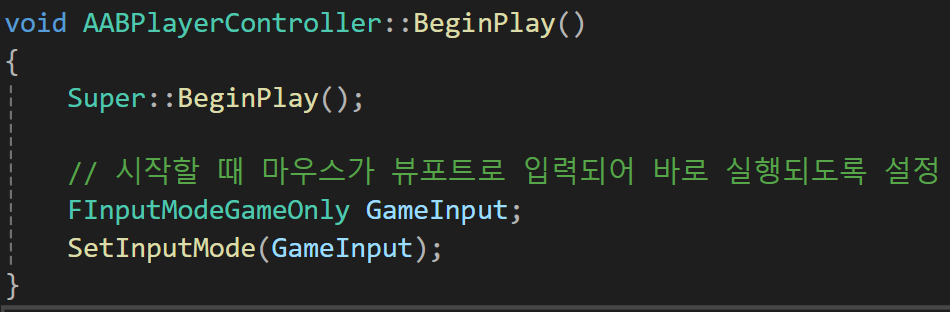 void AABPlayerController::BeginPlay()
{
Super::BeginPlay();
// 시작할 때 마우스가 뷰포트로 입력되어 바로 실행되도록 설정
FInputModeGameOnly GameInput;
SetInputMode(GameInput);
}